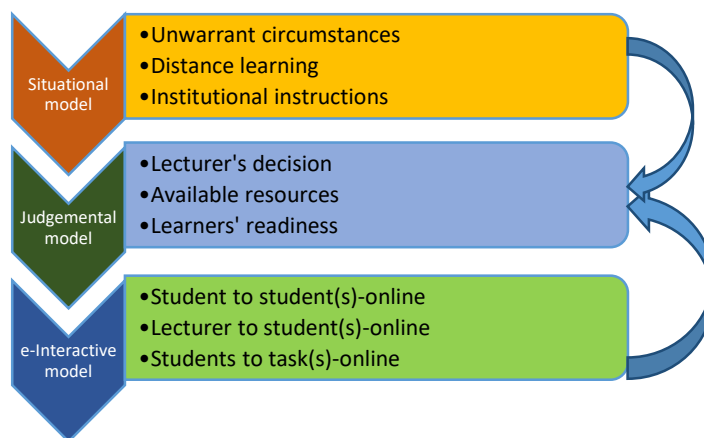 Situational
model
•Unwarrant circumstances
•Distance learning
•Institutional instructions
Judgemental
model
•Lecturer's decision
•Available resources
•Learners' readiness
e-Interactive
model
•Student to student(s)-online
•Lecturer to student(s)-online
•Students to task(s)-online